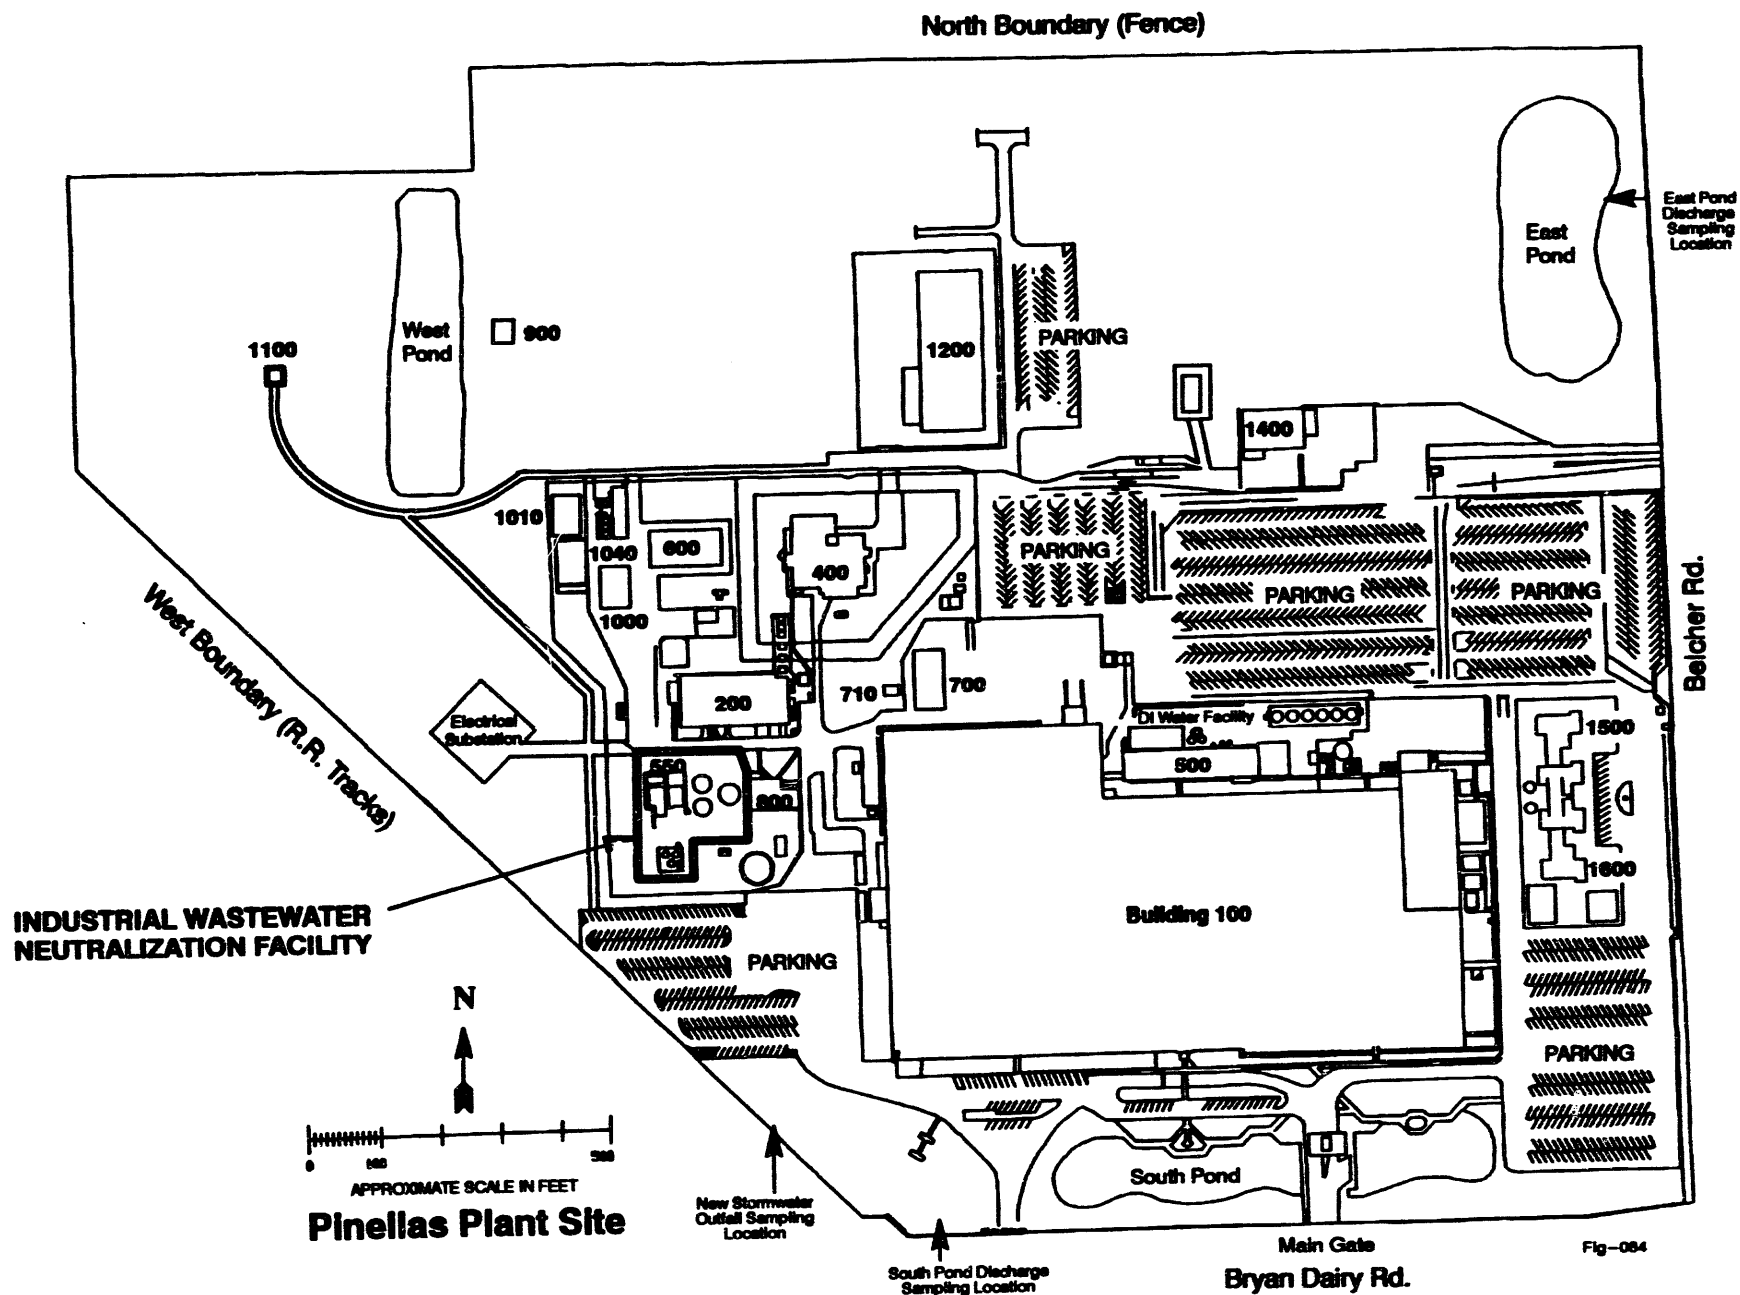 North Boundary (Fence)
East Pond
Discharge
Sampling
Location
East
Pond
West
Pond
900
1100
1200
PARKING
1400
1010
1040
600
400
PARKING
PARKING
PARKING
1000
Belcher Rd.
West Boundary (R.R. Tracks)
200
710
700
Electrical
Substation
DI Water Facility
1500
550
500
800
1600
INDUSTRIAL WASTEWATER
NEUTRALIZATION FACILITY
Building 100
PARKING
N
PARKING
0
100
500
APPROXIMATE SCALE IN FEET
Pinellas Plant Site
New Stormwater
Outfall Sampling
Location
South Pond
South Pond Discharge
Sampling Location
Main Gate
Bryan Dairy Rd.
Fig-084